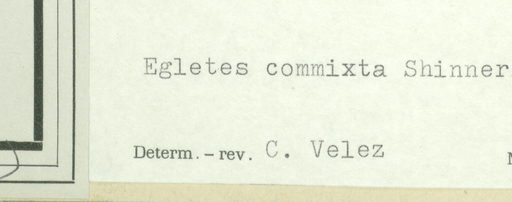 Egletes commixta Shinner
Determ. – rev. C. Velez